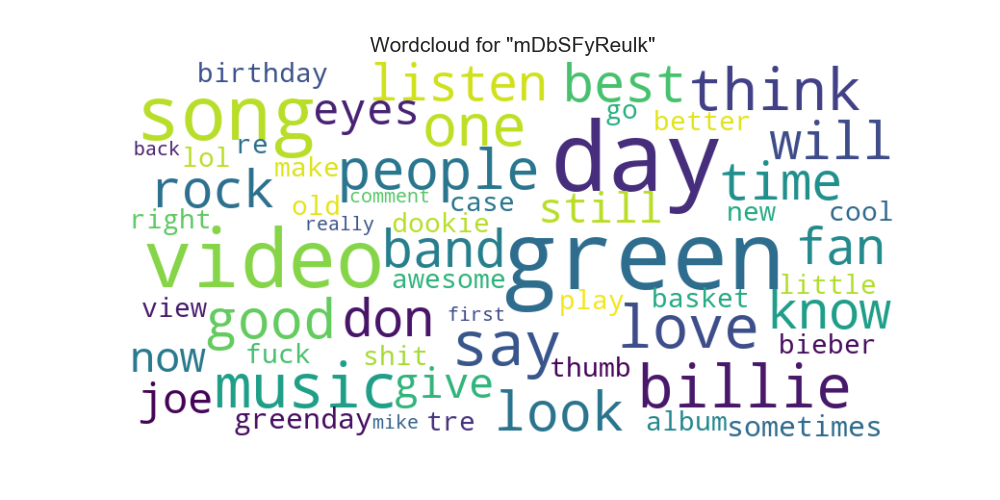 Wordcloud for "mDbSFyReulk"
birthday listen best think
song eyes one go better day will
back lol re make people time
rock comment case still new cool
right old really dookie
video band green fan
awesome play basket little
view good don first say love know
now fuck shit thumb bieber
joe music give look billie
greenday mike tre album sometimes